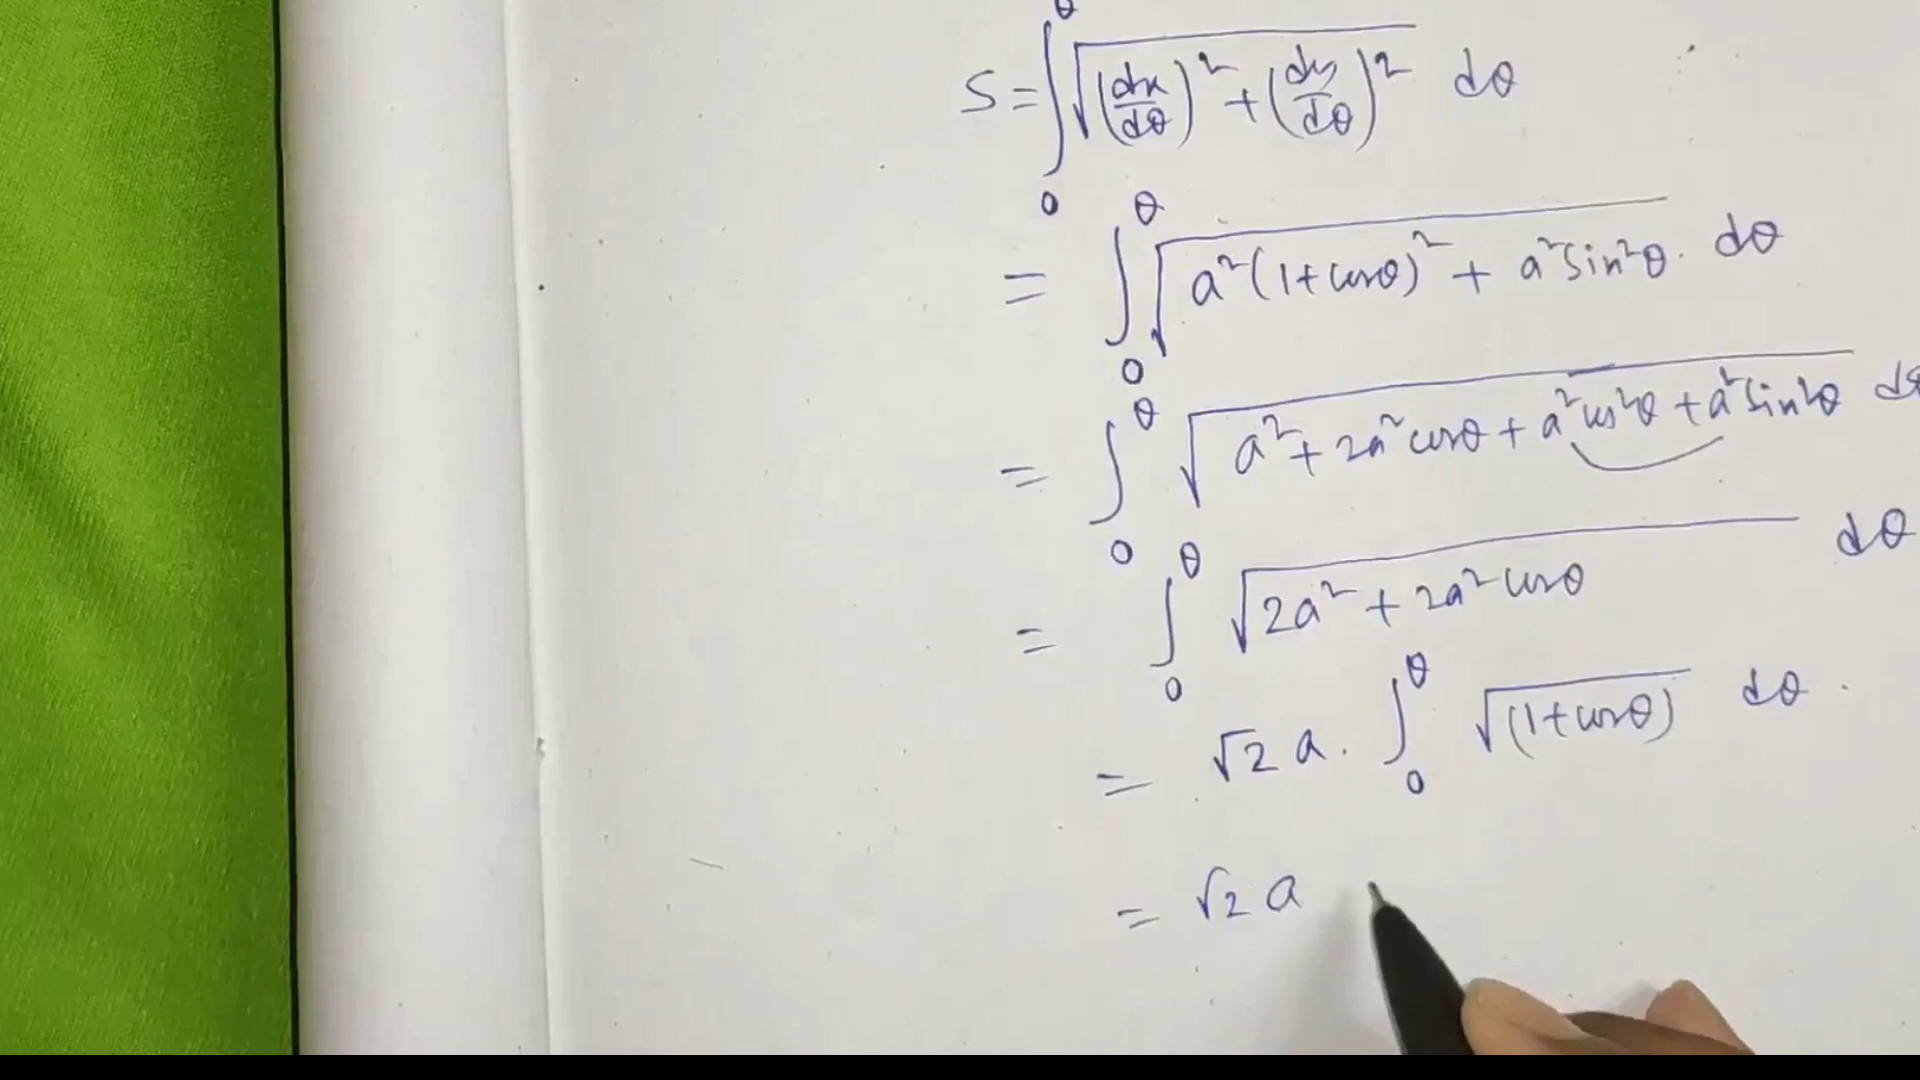 S = ∫₀^θ √((dx/dθ)² + (dy/dθ)²) dθ
= ∫₀^θ √(a²(1+cosθ)² + a²sin²θ) . dθ
= ∫₀^θ √(a² + 2a²cosθ + a²cos²θ + a²sin²θ) dθ
= ∫₀^θ √(2a² + 2a²cosθ) dθ
= √2 a . ∫₀^θ √(1+cosθ) dθ .
= √2 a